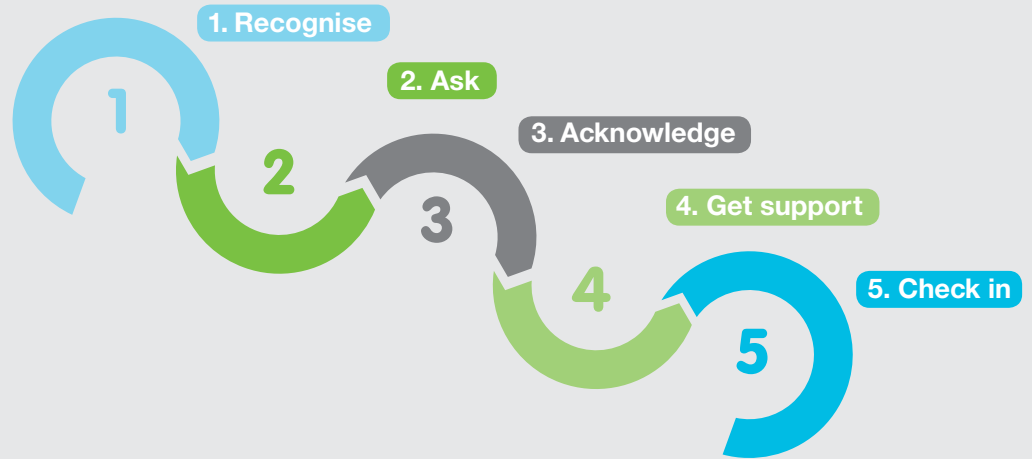 1. Recognise
1
2. Ask
2
3. Acknowledge
3
4. Get support
4
5. Check in
5